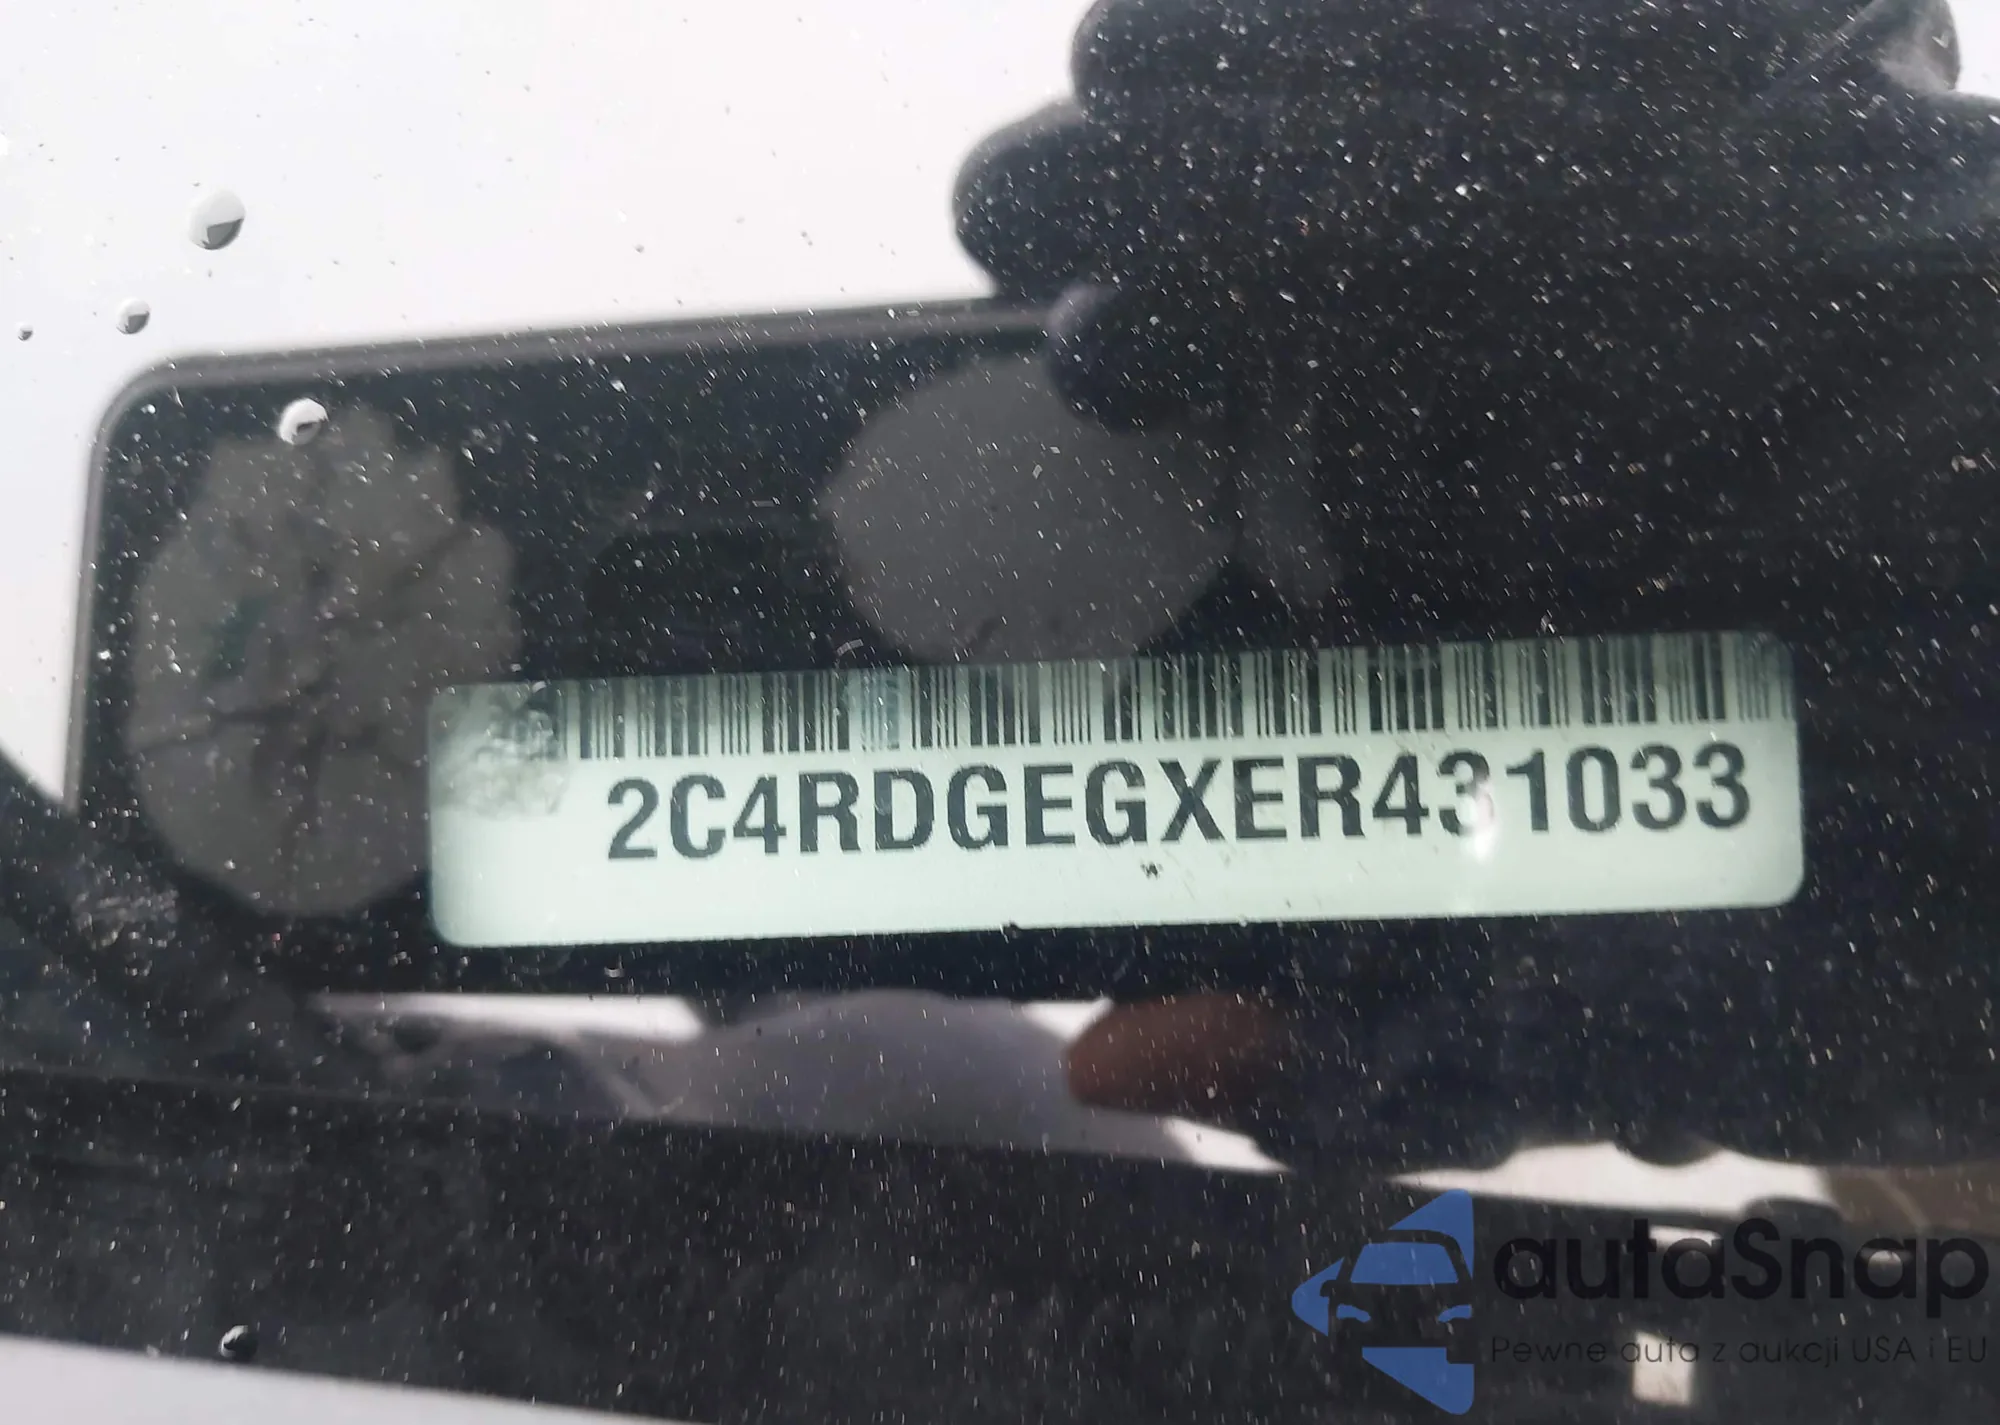 2C4RDGEGXER431033
autaSnap
Pewne auta z aukcji USA i EU